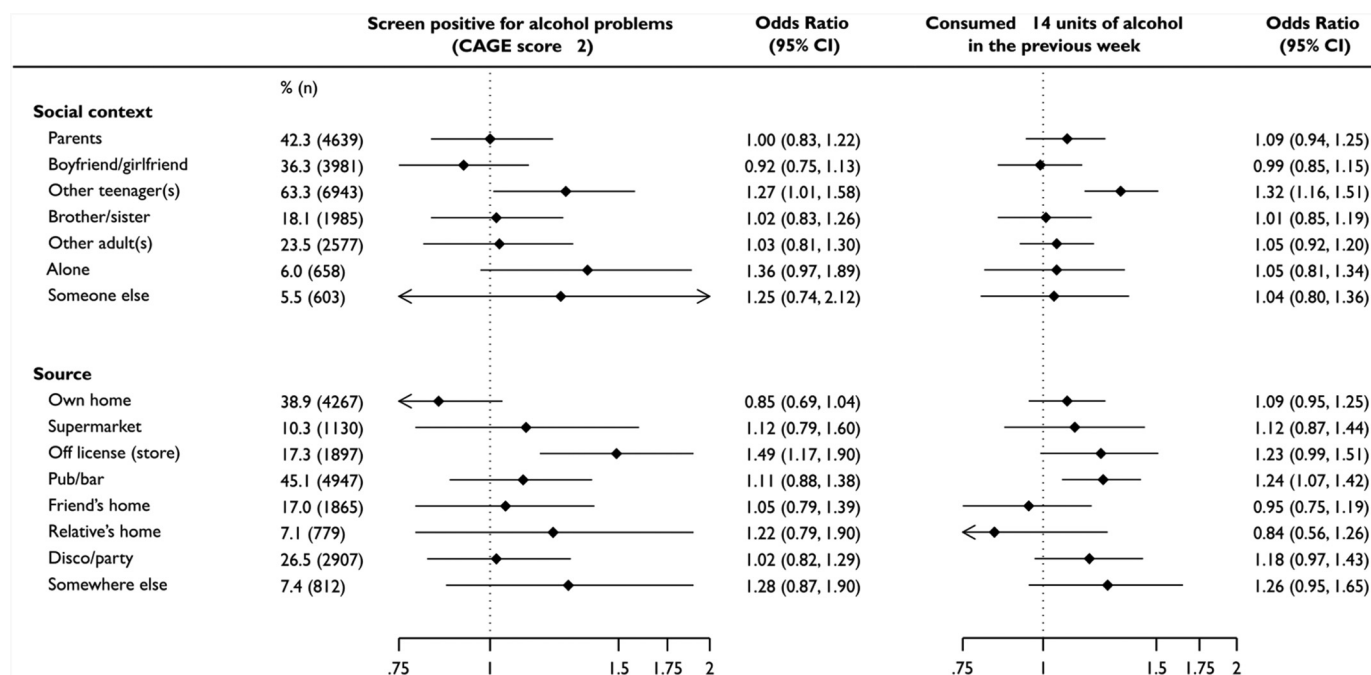 Screen positive for alcohol problems Odds Ratio Consumed 14 units of alcohol Odds Ratio
(CAGE score 2) (95% CI) in the previous week (95% CI)
% (n)
Social context
Parents 42.3 (4639) 1.00 (0.83, 1.22) 1.09 (0.94, 1.25)
Boyfriend/girlfriend 36.3 (3981) 0.92 (0.75, 1.13) 0.99 (0.85, 1.15)
Other teenager(s) 63.3 (6943) 1.27 (1.01, 1.58) 1.32 (1.16, 1.51)
Brother/sister 18.1 (1985) 1.02 (0.83, 1.26) 1.01 (0.85, 1.19)
Other adult(s) 23.5 (2577) 1.03 (0.81, 1.30) 1.05 (0.92, 1.20)
Alone 6.0 (658) 1.36 (0.97, 1.89) 1.05 (0.81, 1.34)
Someone else 5.5 (603) 1.25 (0.74, 2.12) 1.04 (0.80, 1.36)
Source
Own home 38.9 (4267) 0.85 (0.69, 1.04) 1.09 (0.95, 1.25)
Supermarket 10.3 (1130) 1.12 (0.79, 1.60) 1.12 (0.87, 1.44)
Off license (store) 17.3 (1897) 1.49 (1.17, 1.90) 1.23 (0.99, 1.51)
Pub/bar 45.1 (4947) 1.11 (0.88, 1.38) 1.24 (1.07, 1.42)
Friend's home 17.0 (1865) 1.05 (0.79, 1.39) 0.95 (0.75, 1.19)
Relative's home 7.1 (779) 1.22 (0.79, 1.90) 0.84 (0.56, 1.26)
Disco/party 26.5 (2907) 1.02 (0.82, 1.29) 1.18 (0.97, 1.43)
Somewhere else 7.4 (812) 1.28 (0.87, 1.90) 1.26 (0.95, 1.65)
.75 1 1.5 1.75 2 .75 1 1.5 1.75 2